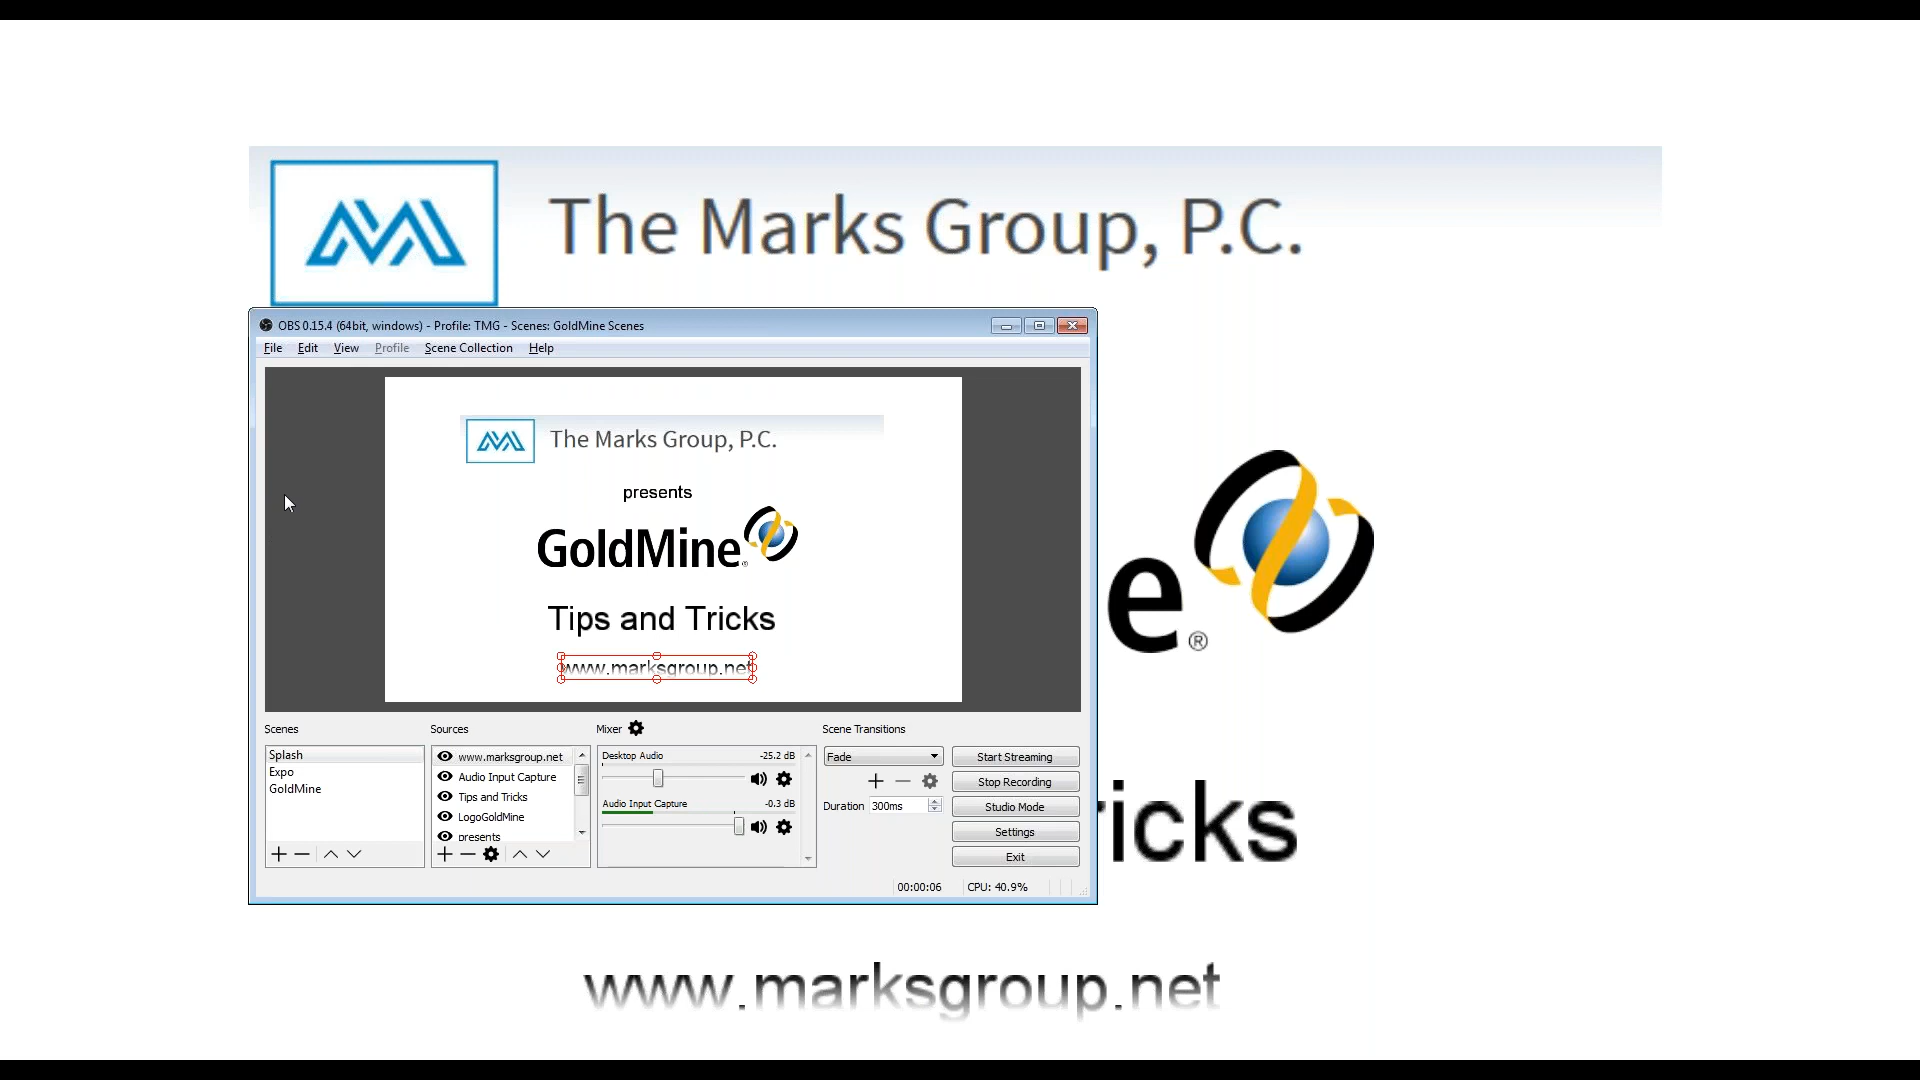 The Marks Group, P.C.
OBS 0.15.4 (64bit, windows) - Profile: TMG - Scenes: GoldMine Scenes
File Edit View Profile Scene Collection Help
The Marks Group, P.C.
presents
GoldMine®
Tips and Tricks
www.marksgroup.net
e®
Scenes Sources Mixer Scene Transitions
Splash
Expo
GoldMine
www.marksgroup.net
Audio Input Capture
Tips and Tricks
LogoGoldMine
presents
Desktop Audio -25.2 dB
Audio Input Capture -0.3 dB
Fade
Duration 300ms
Start Streaming
Stop Recording
Studio Mode
Settings
Exit
00:00:06 CPU: 40.9%
ricks
www.marksgroup.net